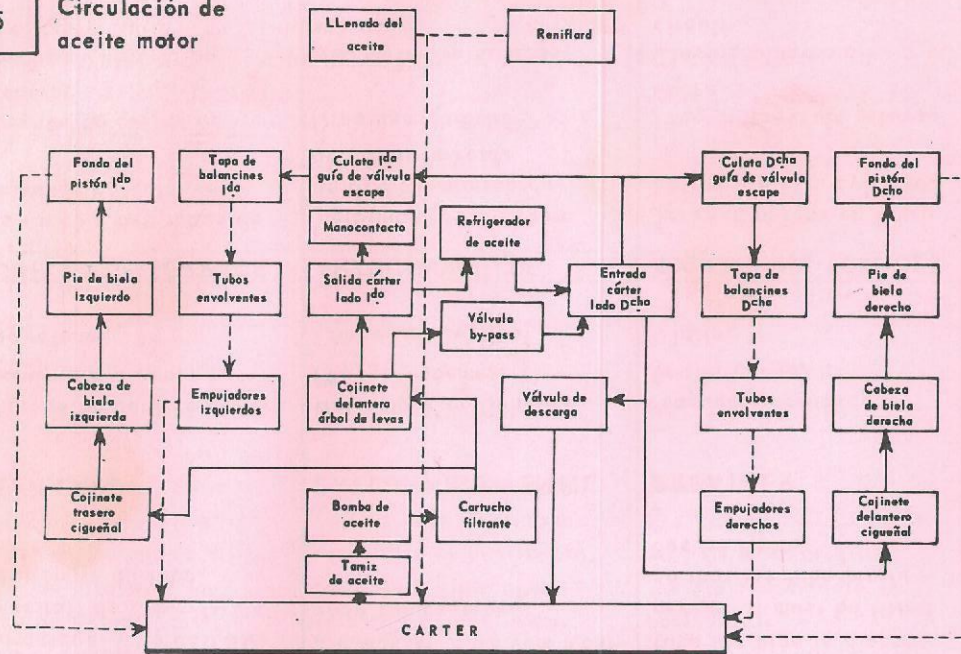 5
Circulación de
aceite motor
LLenado del
aceite
Reniflard
Fondo del
pistón Idо
Tapa de
balancines
Ida
Culata Ida
guía de válvula
escape
Culata Dcha
guía de válvula
escape
Fondo del
pistón
Dcho
Manocontacto
Refrigerador
de aceite
Pie de biela
Izquierdo
Tubos
envolventes
Salida cárter
lado Ido
Entrada
cárter
lado Dcho
Tapa de
balancines
Dcha
Pie de
biela
derecho
Válvula
by-pass
Cabeza de
biela
izquierda
Empujadores
Izquierdos
Cojinete
delantero
árbol de levas
Válvula de
descarga
Tubos
envolventes
Cabeza
de biela
derecha
Cojinete
trasero
cigueñal
Bomba de
aceite
Cartucho
filtrante
Empujadores
derechos
Cojinete
delantero
cigueñal
Tamiz
de aceite
CARTER